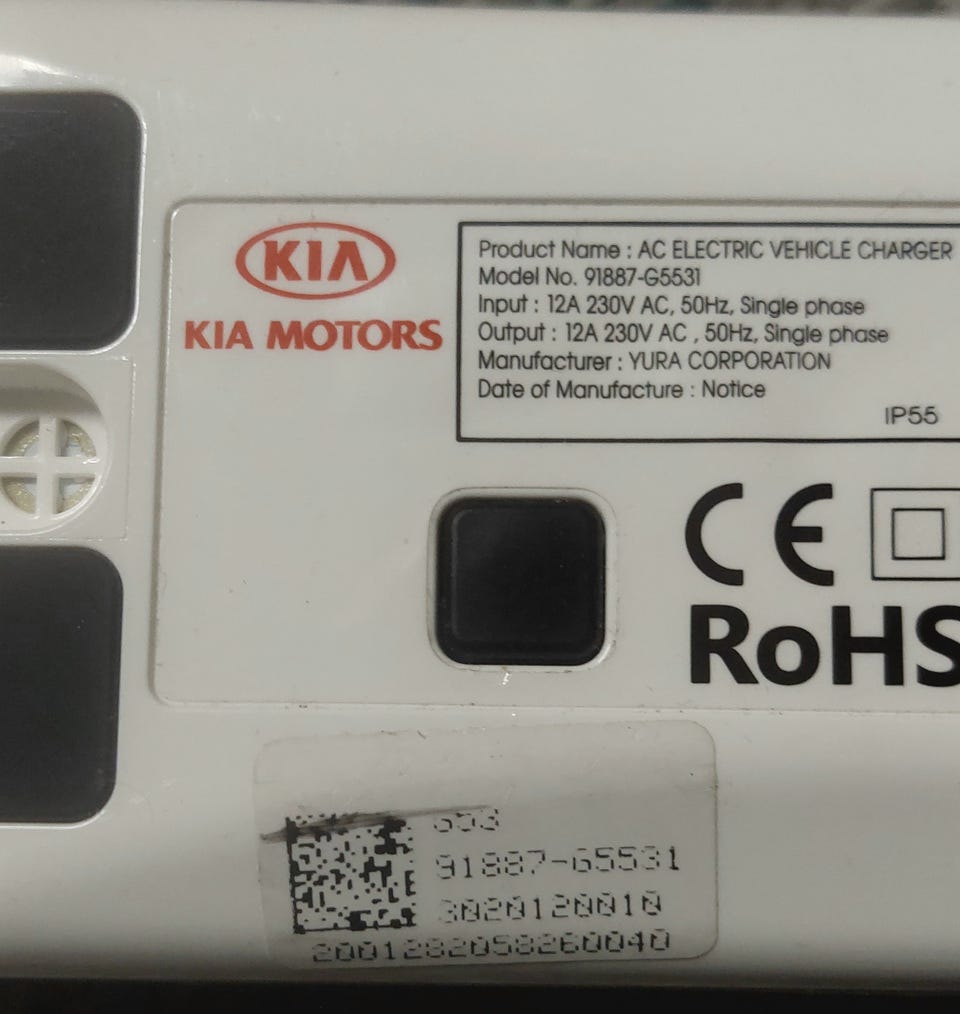 KIA
KIA MOTORS
Product Name : AC ELECTRIC VEHICLE CHARGER
Model No. 91887-G5531
Input : 12A 230V AC, 50Hz, Single phase
Output : 12A 230V AC , 50Hz, Single phase
Manufacturer : YURA CORPORATION
Date of Manufacture : Notice
IP55
CE
RoHS
653
91887-G5531
3020120010
2001282058260040